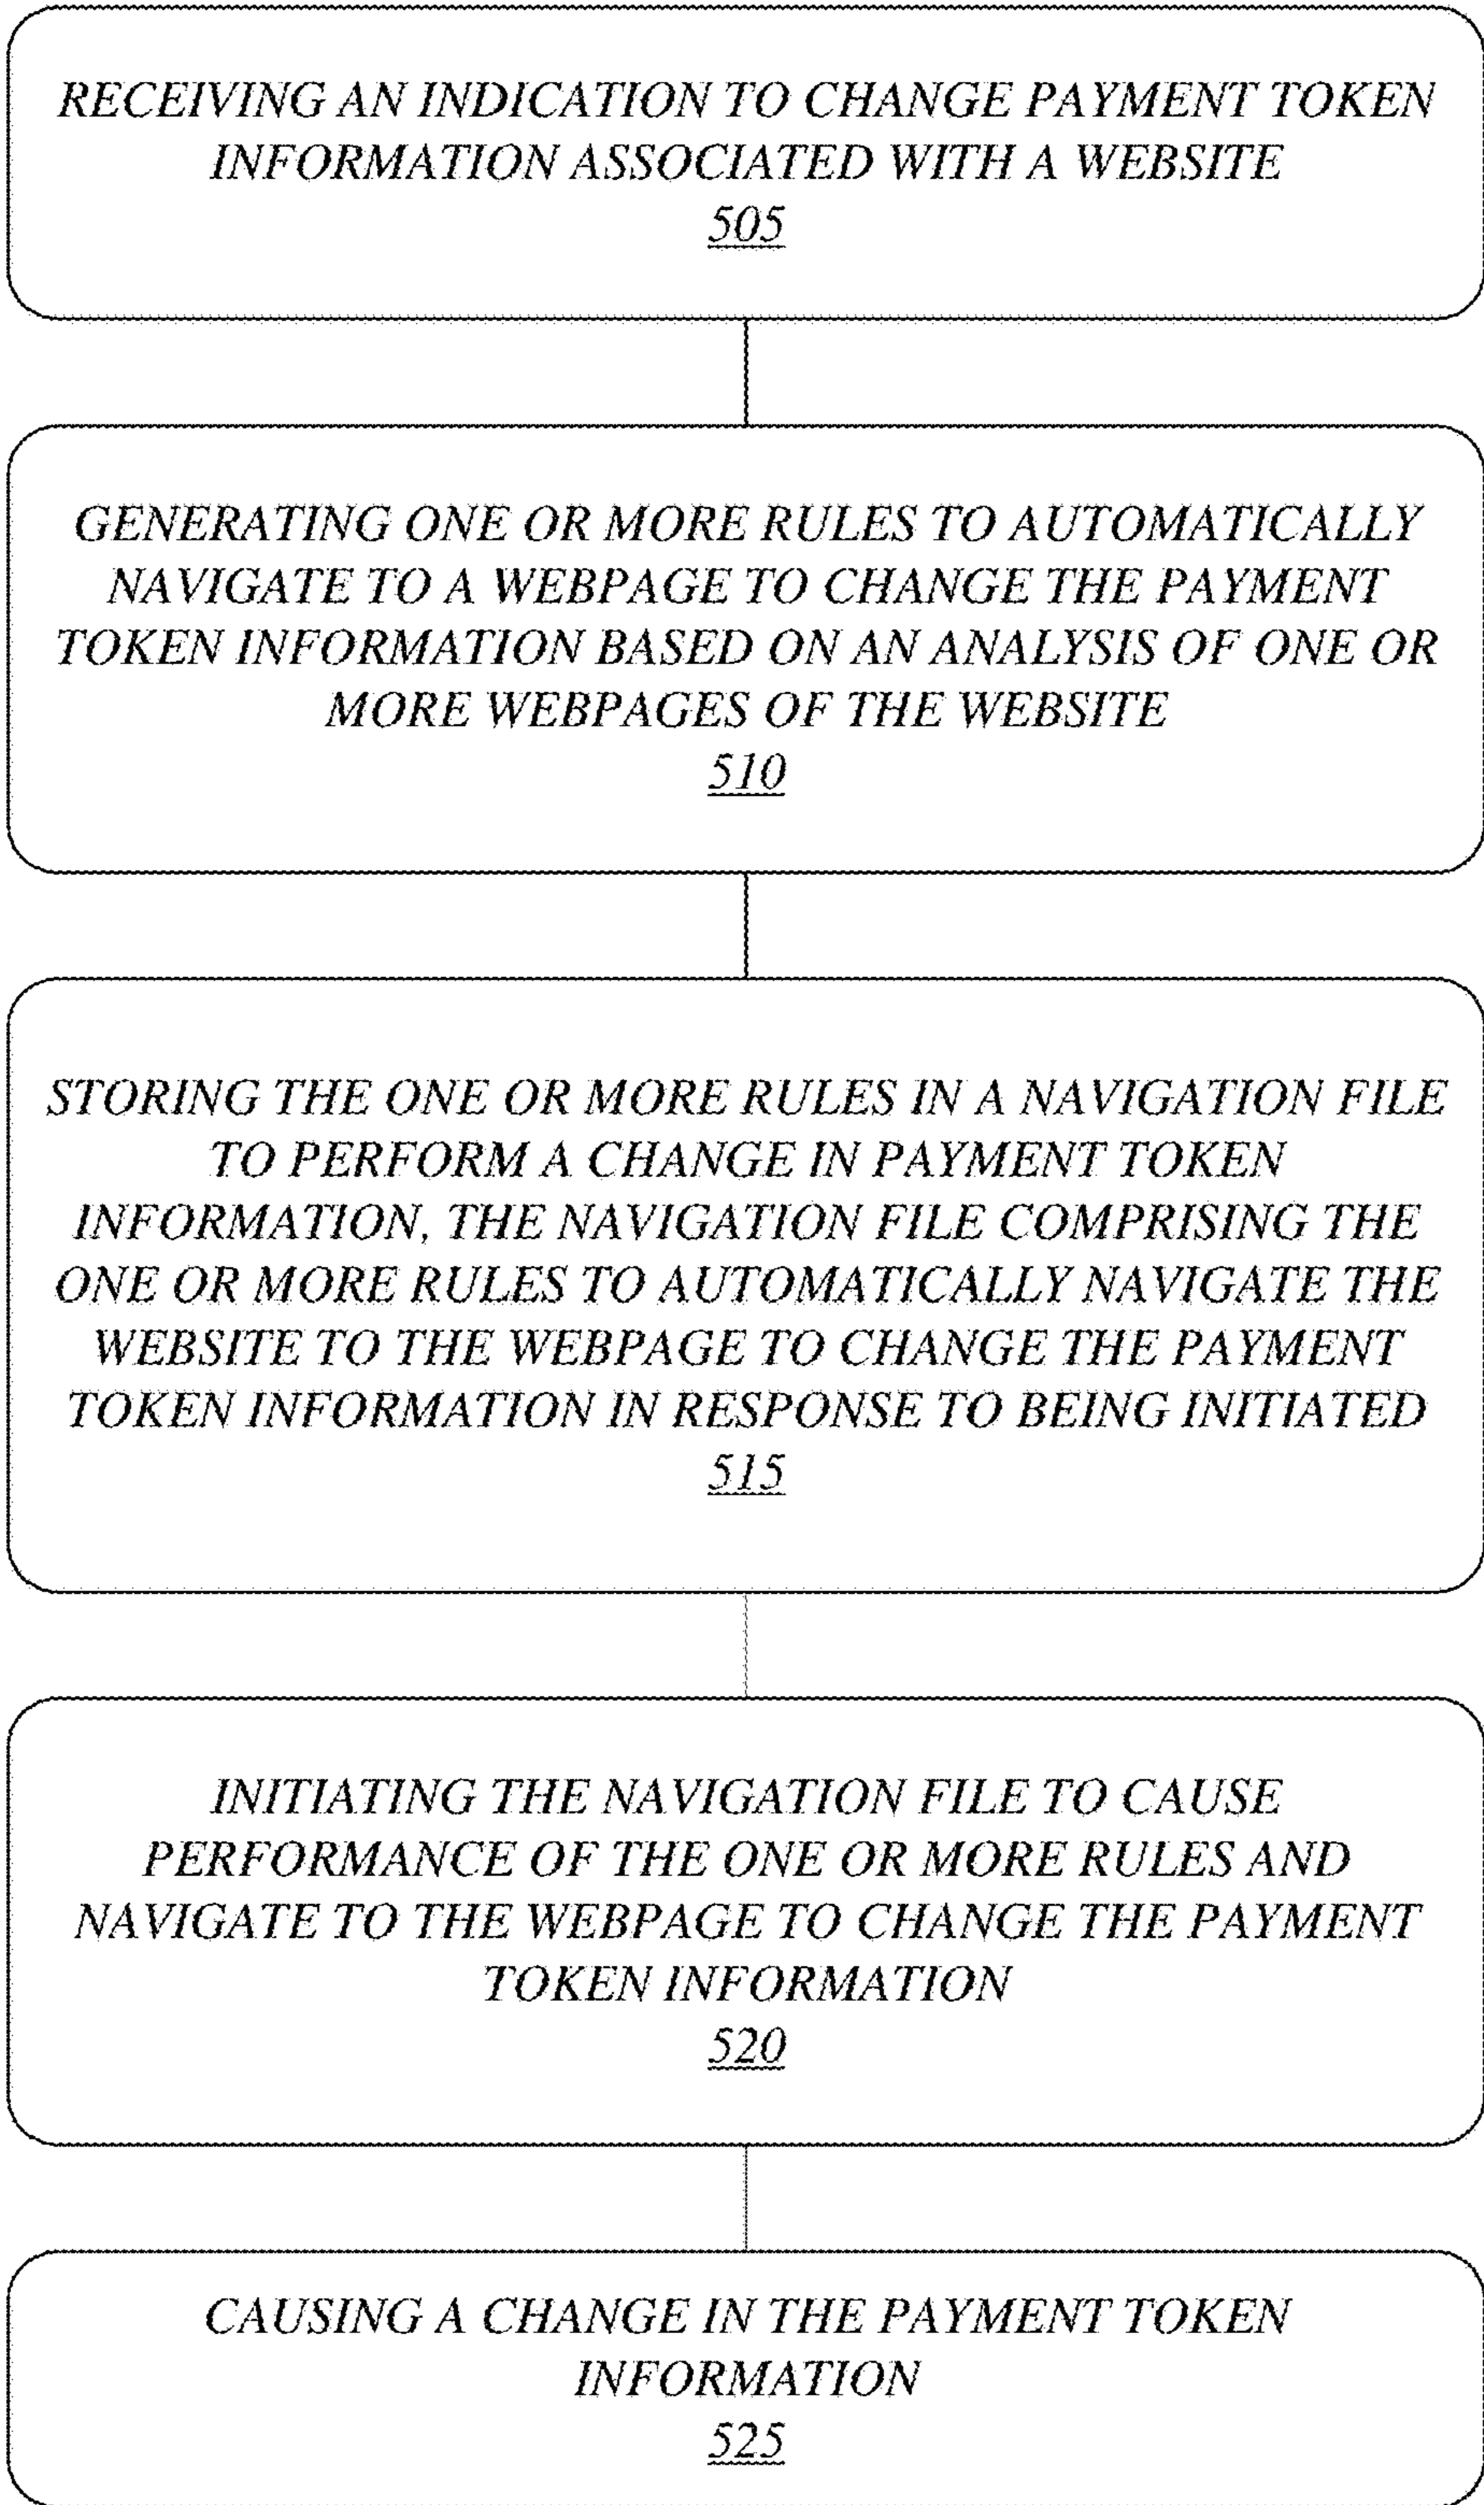 RECEIVING AN INDICATION TO CHANGE PAYMENT TOKEN
INFORMATION ASSOCIATED WITH A WEBSITE
505
GENERATING ONE OR MORE RULES TO AUTOMATICALLY
NAVIGATE TO A WEBPAGE TO CHANGE THE PAYMENT
TOKEN INFORMATION BASED ON AN ANALYSIS OF ONE OR
MORE WEBPAGES OF THE WEBSITE
510
STORING THE ONE OR MORE RULES IN A NAVIGATION FILE
TO PERFORM A CHANGE IN PAYMENT TOKEN
INFORMATION, THE NAVIGATION FILE COMPRISING THE
ONE OR MORE RULES TO AUTOMATICALLY NAVIGATE THE
WEBSITE TO THE WEBPAGE TO CHANGE THE PAYMENT
TOKEN INFORMATION IN RESPONSE TO BEING INITIATED
515
INITIATING THE NAVIGATION FILE TO CAUSE
PERFORMANCE OF THE ONE OR MORE RULES AND
NAVIGATE TO THE WEBPAGE TO CHANGE THE PAYMENT
TOKEN INFORMATION
520
CAUSING A CHANGE IN THE PAYMENT TOKEN
INFORMATION
525